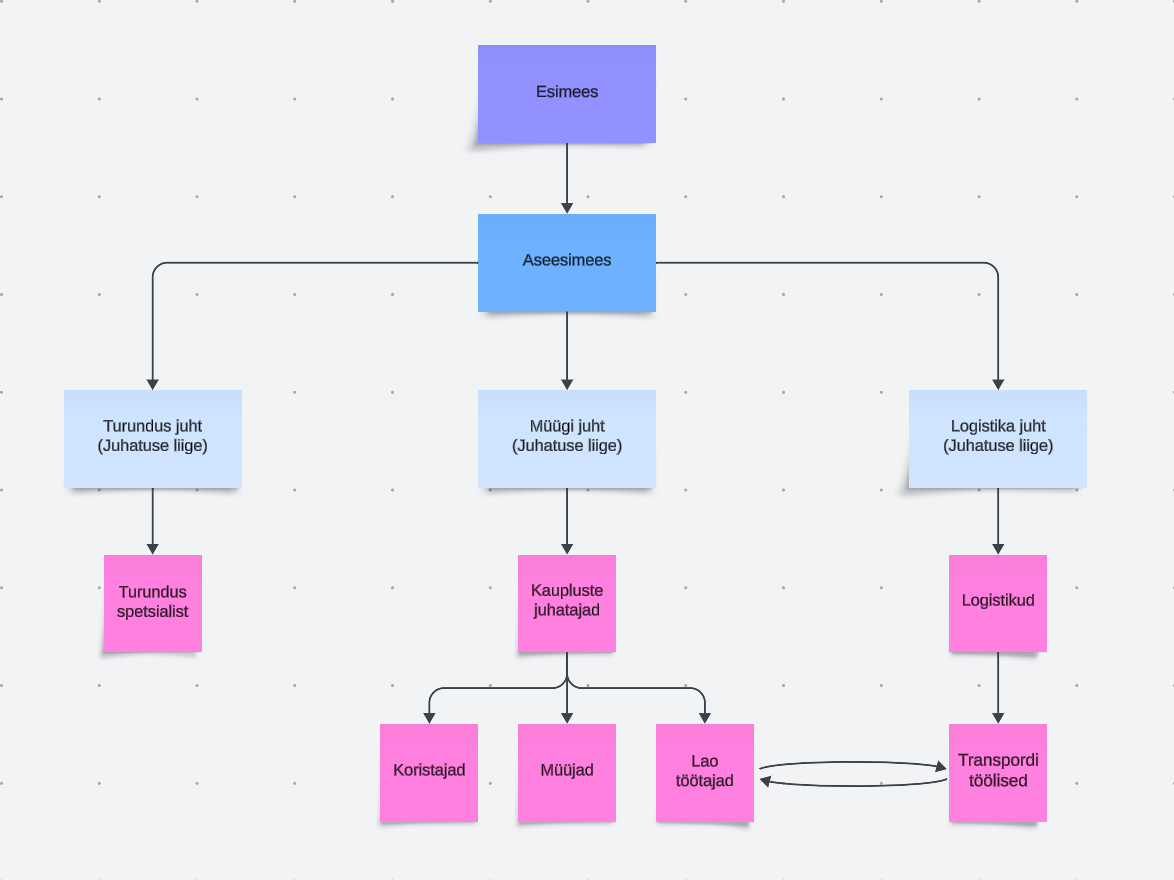 Esimees
Aseesimees
Turundus juht
(Juhatuse liige)
Müügi juht
(Juhatuse liige)
Logistika juht
(Juhatuse liige)
Turundus
spetsialist
Kaupluste
juhatajad
Logistikud
Koristajad
Müüjad
Lao
töötajad
Transpordi
töölised